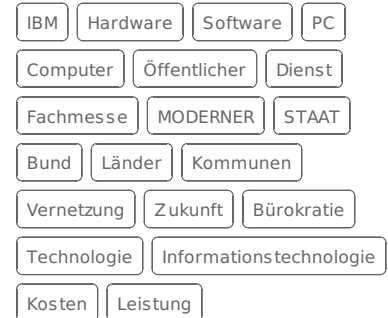 IBM Hardware Software PC
Computer Öffentlicher Dienst
Fachmesse MODERNER STAAT
Bund Länder Kommunen
Vernetzung Zukunft Bürokratie
Technologie Informationstechnologie
Kosten Leistung